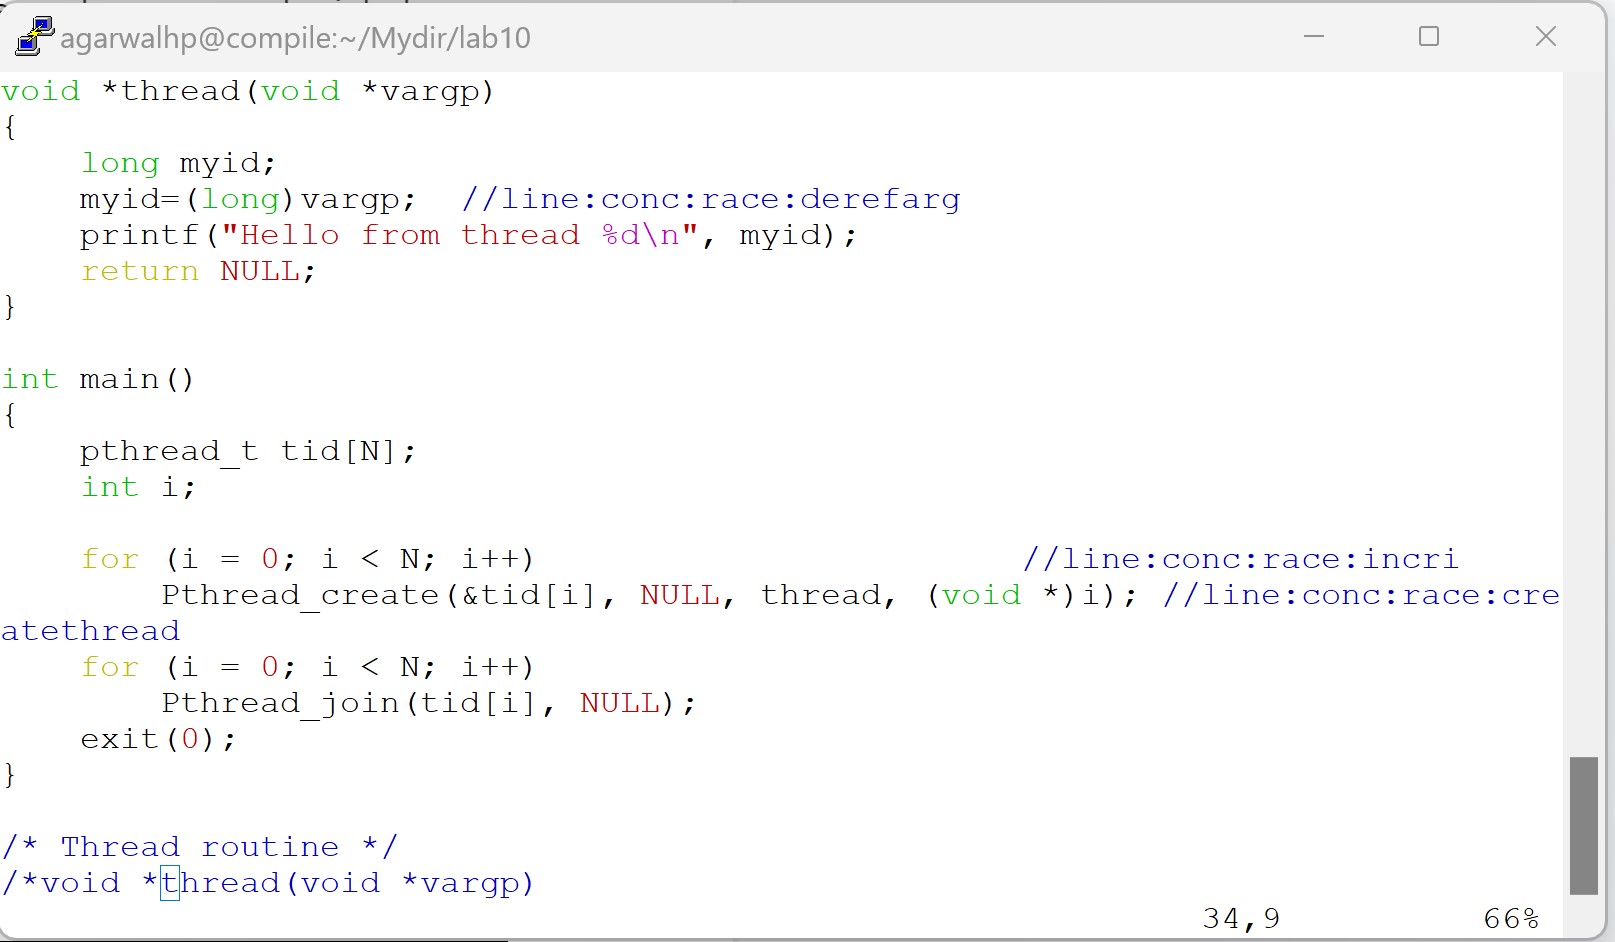 agarwalhp@compile:~/Mydir/lab10
void *thread(void *vargp)
{
    long myid;
    myid=(long)vargp;  //line:conc:race:derefarg
    printf("Hello from thread %d\n", myid);
    return NULL;
}

int main()
{
    pthread_t tid[N];
    int i;

    for (i = 0; i < N; i++)                        //line:conc:race:incri
        Pthread_create(&tid[i], NULL, thread, (void *)i); //line:conc:race:cre
atethread
    for (i = 0; i < N; i++)
        Pthread_join(tid[i], NULL);
    exit(0);
}

/* Thread routine */
/*void *thread(void *vargp)
34,9          66%